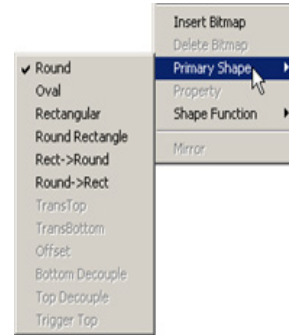 Insert Bitmap
Delete Bitmap
Primary Shape
Property
Shape Function
Mirror
Round
Oval
Rectangular
Round Rectangle
Rect->Round
Round->Rect
TransTop
TransBottom
Offset
Bottom Decouple
Top Decouple
Trigger Top